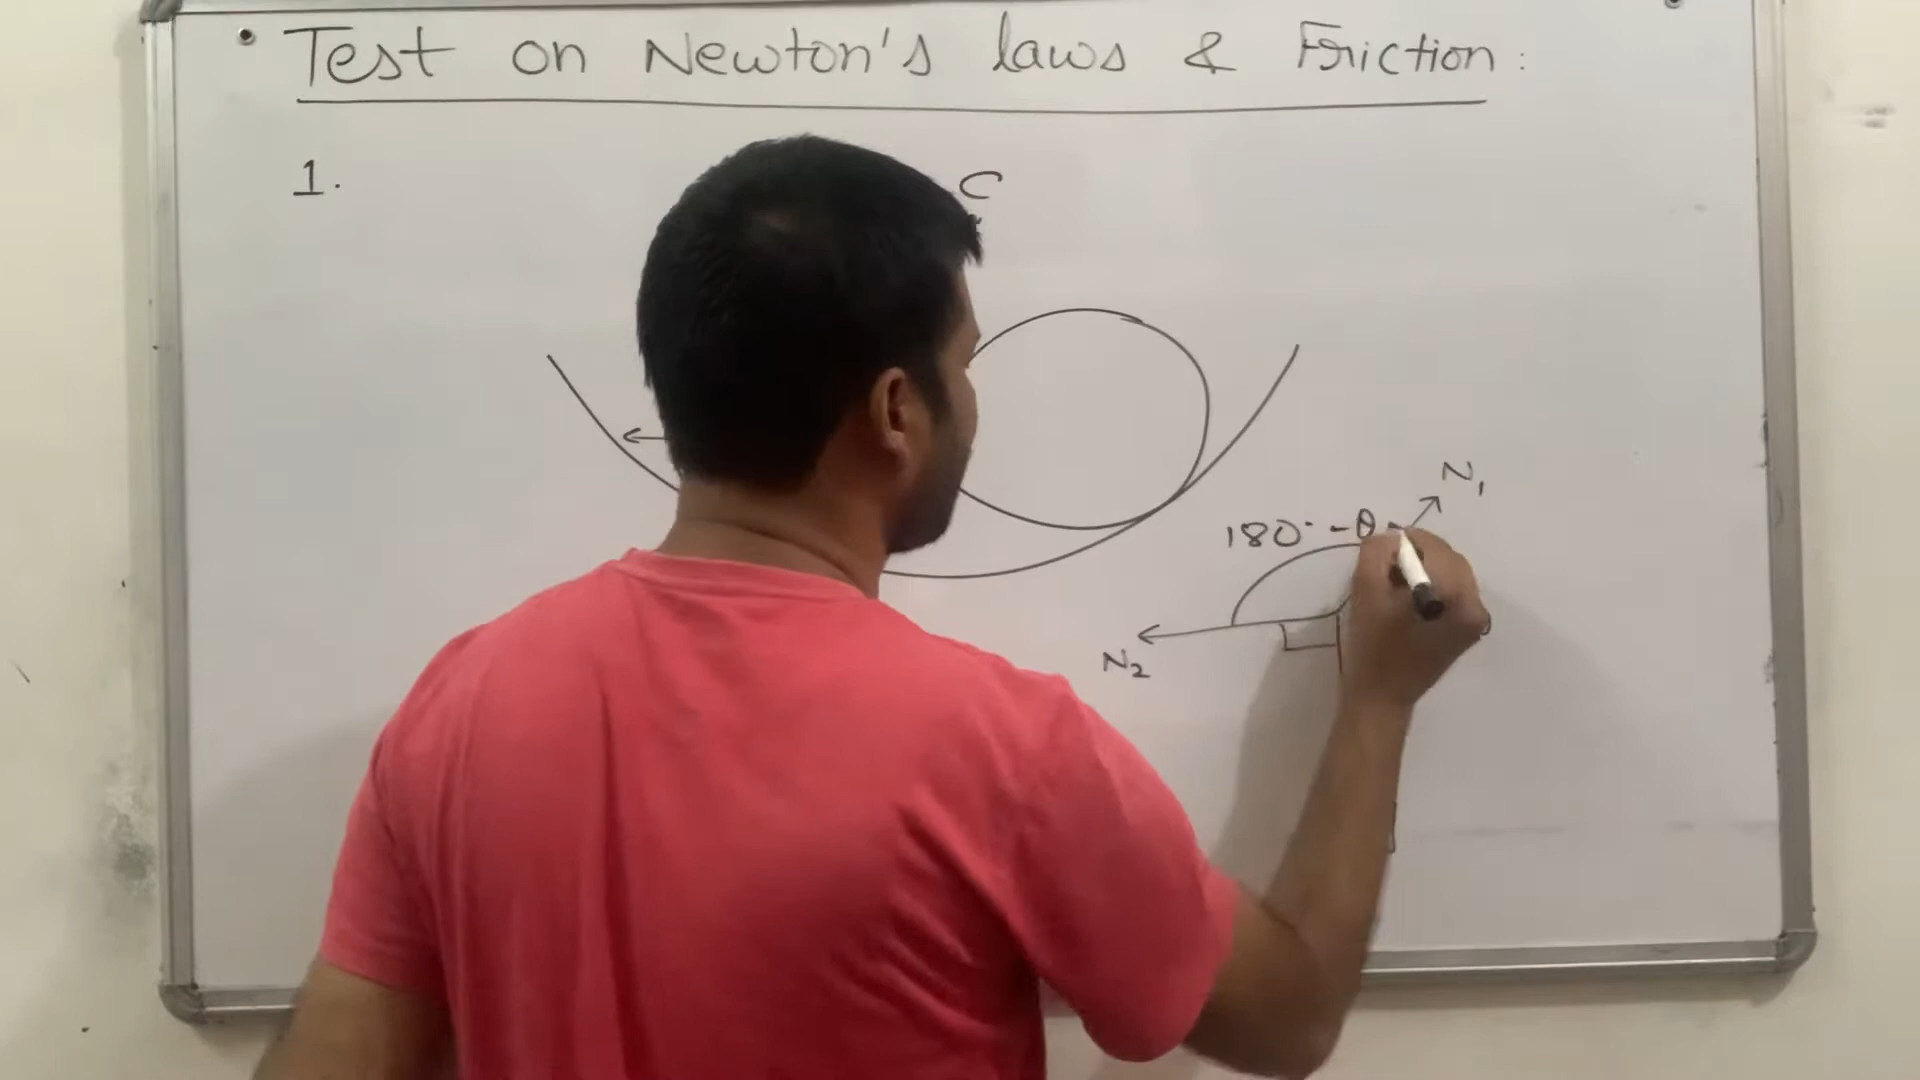 Test on Newton's laws & Friction :
1.
C
N1
180° - θ
N2